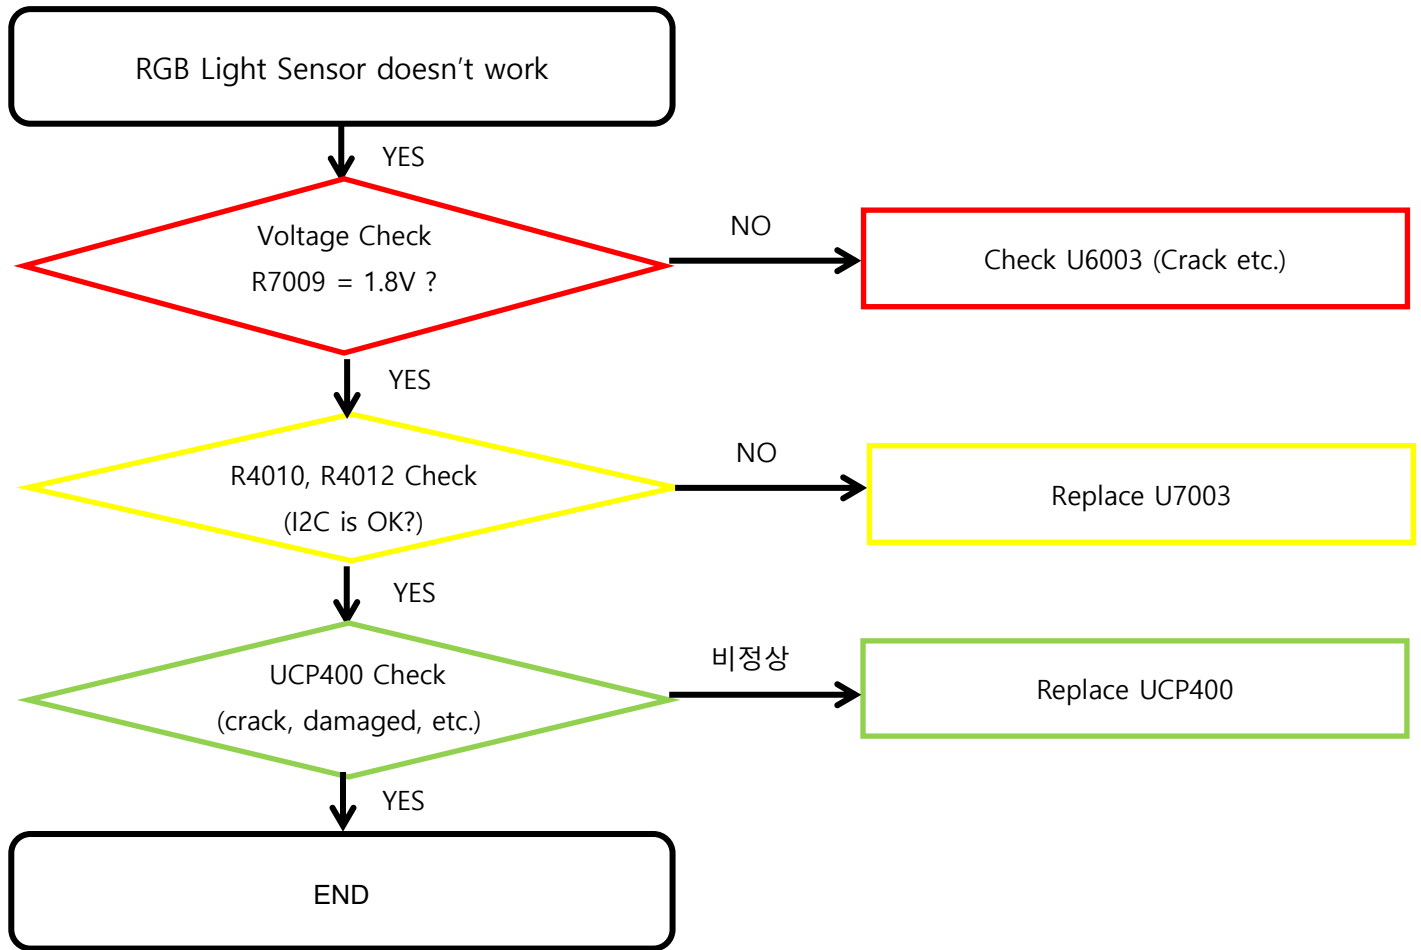 RGB Light Sensor doesn’t work
YES
Voltage Check
R7009 = 1.8V ?
NO
Check U6003 (Crack etc.)
YES
R4010, R4012 Check
(I2C is OK?)
NO
Replace U7003
YES
UCP400 Check
(crack, damaged, etc.)
비정상
Replace UCP400
YES
END